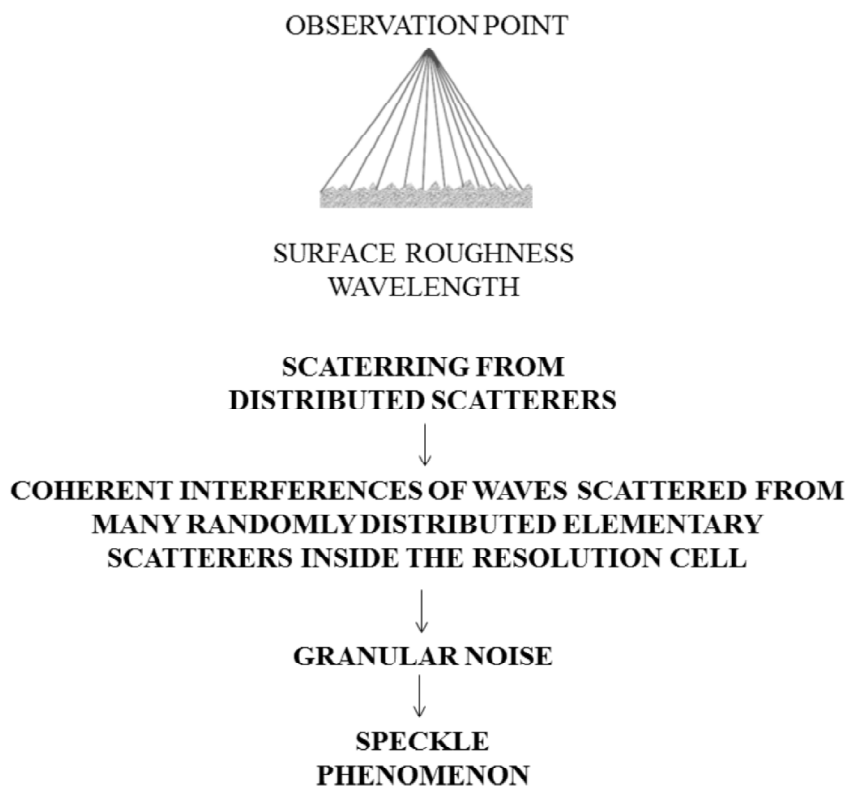 OBSERVATION POINT
SURFACE ROUGHNESS
WAVELENGTH
SCATERRING FROM
DISTRIBUTED SCATTERERS
COHERENT INTERFERENCES OF WAVES SCATTERED FROM
MANY RANDOMLY DISTRIBUTED ELEMENTARY
SCATTERERS INSIDE THE RESOLUTION CELL
GRANULAR NOISE
SPECKLE
PHENOMENON